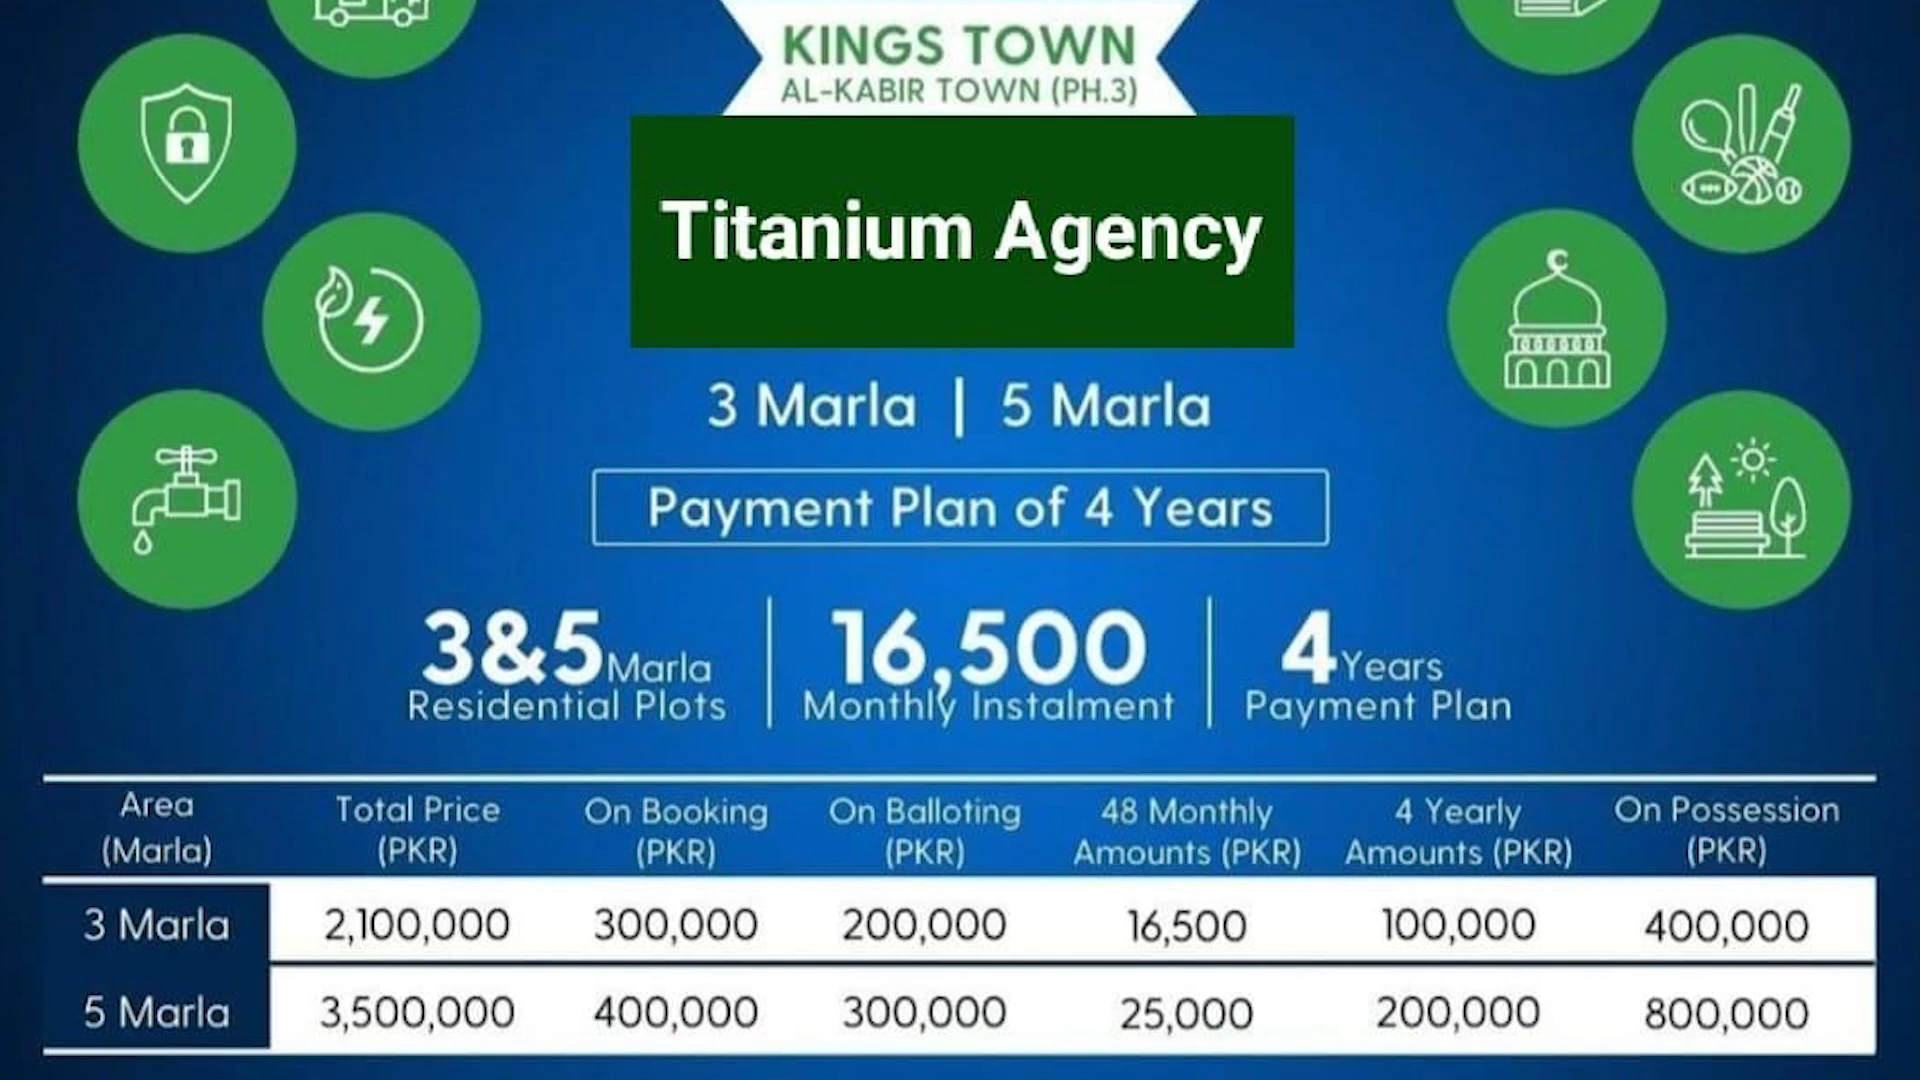 KINGS TOWN
AL-KABIR TOWN (PH.3)
Titanium Agency
3 Marla | 5 Marla
Payment Plan of 4 Years
3&5 Marla
Residential Plots
16,500
Monthly Instalment
4 Years
Payment Plan
Area (Marla) Total Price (PKR) On Booking (PKR) On Balloting (PKR) 48 Monthly Amounts (PKR) 4 Yearly Amounts (PKR) On Possession (PKR)
3 Marla 2,100,000 300,000 200,000 16,500 100,000 400,000
5 Marla 3,500,000 400,000 300,000 25,000 200,000 800,000